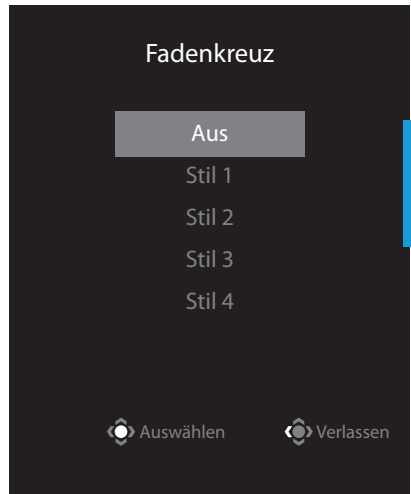 Fadenkreuz
Aus
Stil 1
Stil 2
Stil 3
Stil 4
Auswählen Verlassen